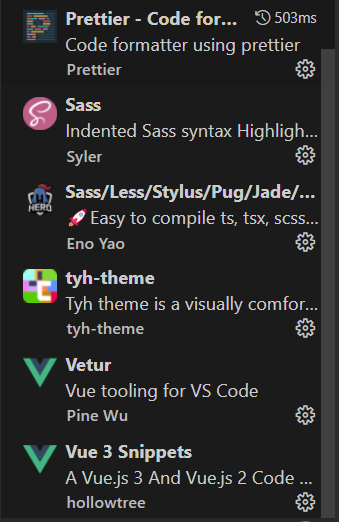 Prettier - Code for...
503ms
Code formatter using prettier
Prettier
Sass
Indented Sass syntax Highligh...
Syler
Sass/Less/Stylus/Pug/Jade/...
🚀Easy to compile ts, tsx, scss...
HERO
Eno Yao
tyh-theme
Tyh theme is a visually comfor...
tyh-theme
Vetur
Vue tooling for VS Code
Pine Wu
Vue 3 Snippets
A Vue.js 3 And Vue.js 2 Code ...
hollowtree